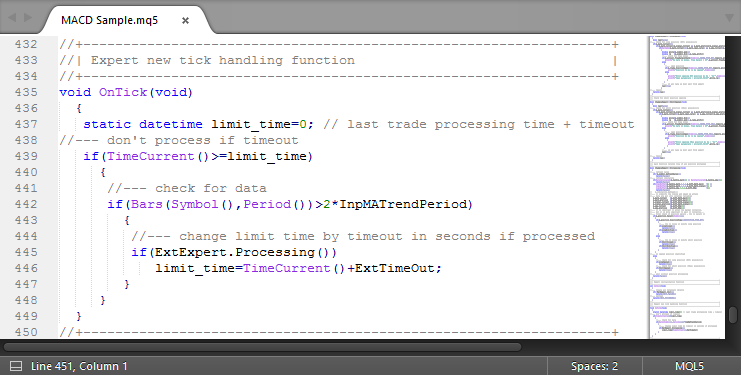 MACD Sample.mq5 ×
432 //+------------------------------------------------------------------+
433 //| Expert new tick handling function                                |
434 //+------------------------------------------------------------------+
435 void OnTick(void)
436   {
437    static datetime limit_time=0; // last trade processing time + timeout
438 //--- don't process if timeout
439    if(TimeCurrent()>=limit_time)
440      {
441       //--- check for data
442       if(Bars(Symbol(),Period())>2*InpMATrendPeriod)
443         {
444          //--- change limit time by timeout in seconds if processed
445          if(ExtExpert.Processing())
446             limit_time=TimeCurrent()+ExtTimeOut;
447         }
448      }
449   }
450 //+------------------------------------------------------------------+
Line 451, Column 1 Spaces: 2 MQL5